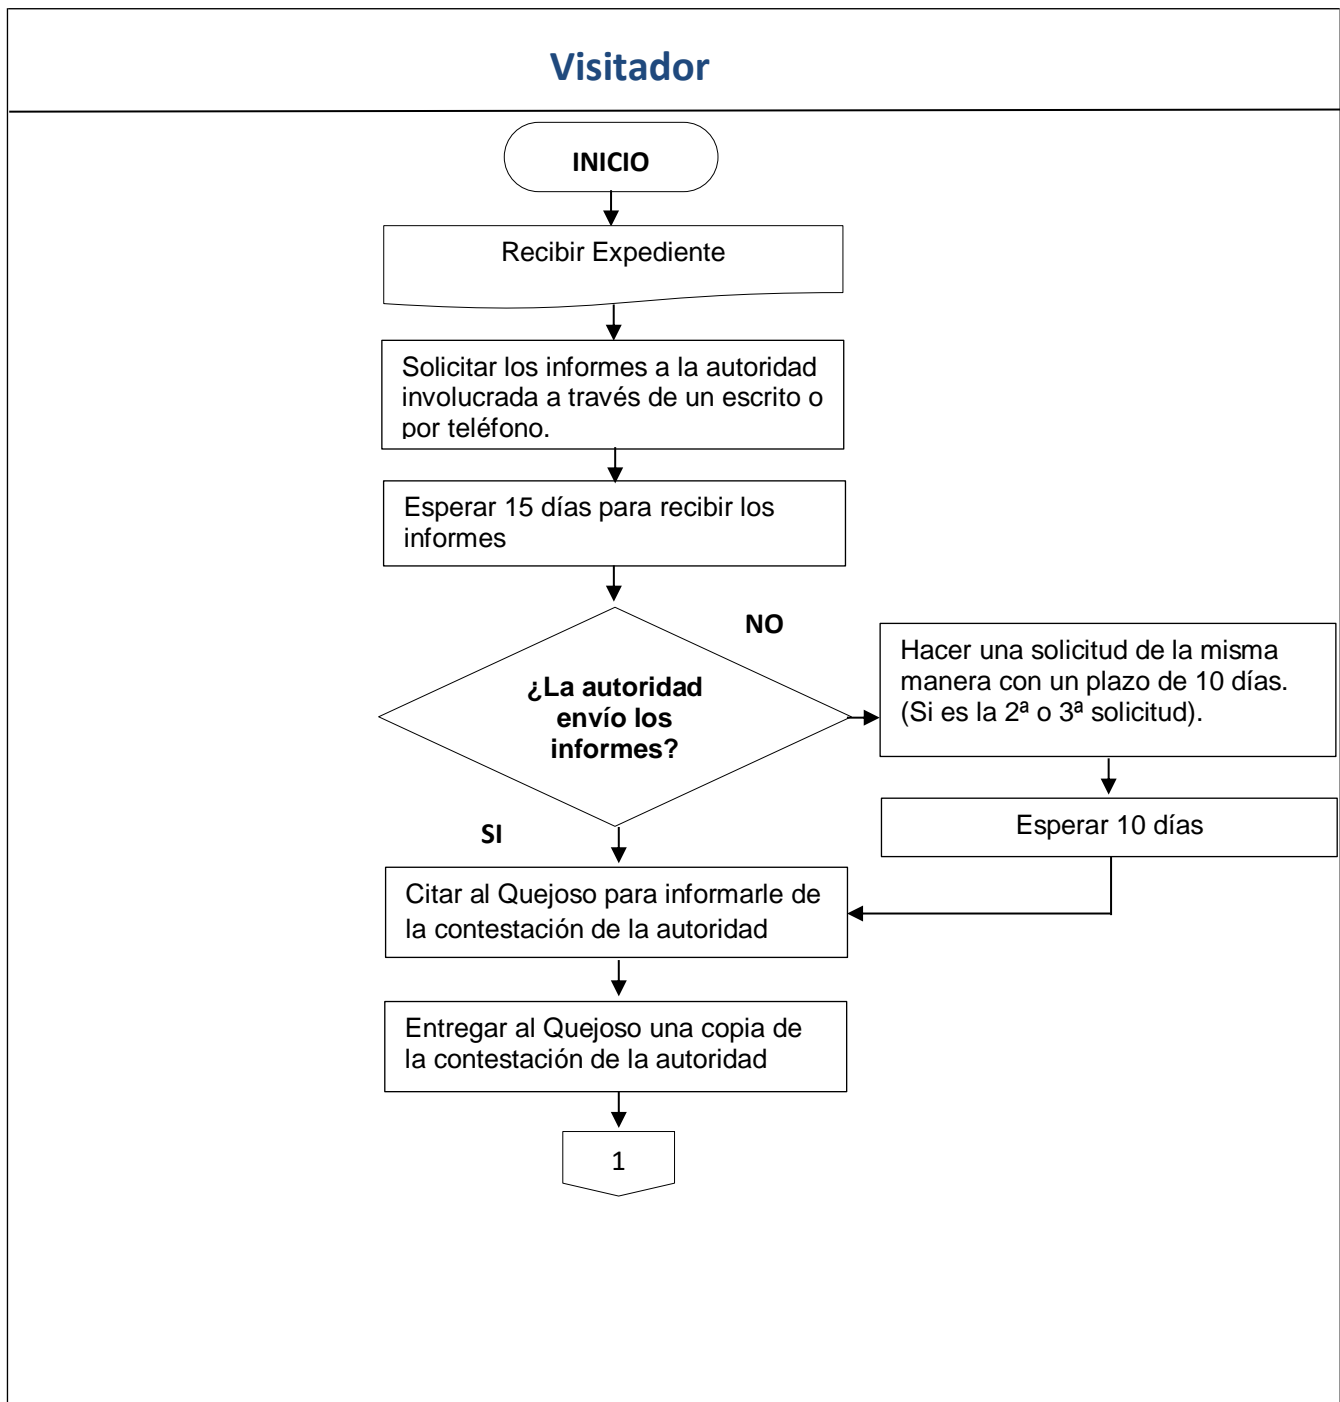 Visitador
INICIO
Recibir Expediente
Solicitar los informes a la autoridad
involucrada a través de un escrito o
por teléfono.
Esperar 15 días para recibir los
informes
NO
¿La autoridad
envío los
informes?
Hacer una solicitud de la misma
manera con un plazo de 10 días.
(Si es la 2ª o 3ª solicitud).
Esperar 10 días
SI
Citar al Quejoso para informarle de
la contestación de la autoridad
Entregar al Quejoso una copia de
la contestación de la autoridad
1